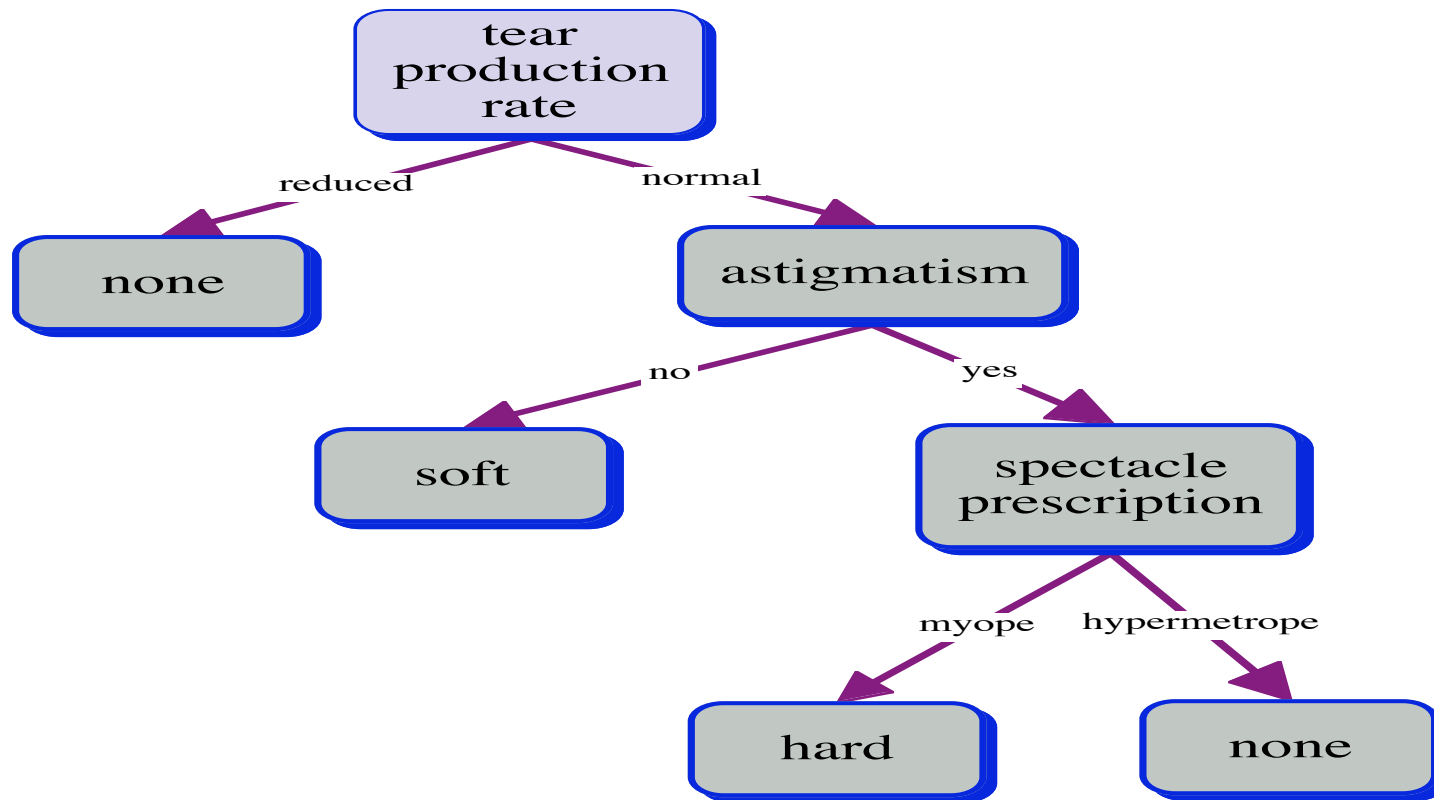 tear
production
rate
reduced
normal
none
astigmatism
no
yes
soft
spectacle
prescription
myope
hypermetrope
hard
none